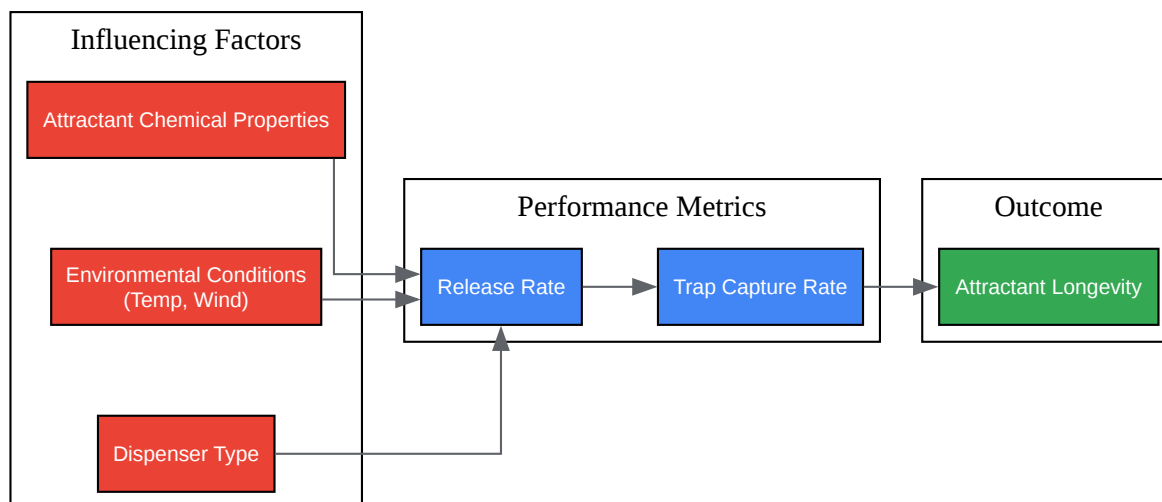 Influencing Factors
Attractant Chemical Properties
Environmental Conditions
(Temp, Wind)
Dispenser Type
Performance Metrics
Release Rate
Trap Capture Rate
Outcome
Attractant Longevity